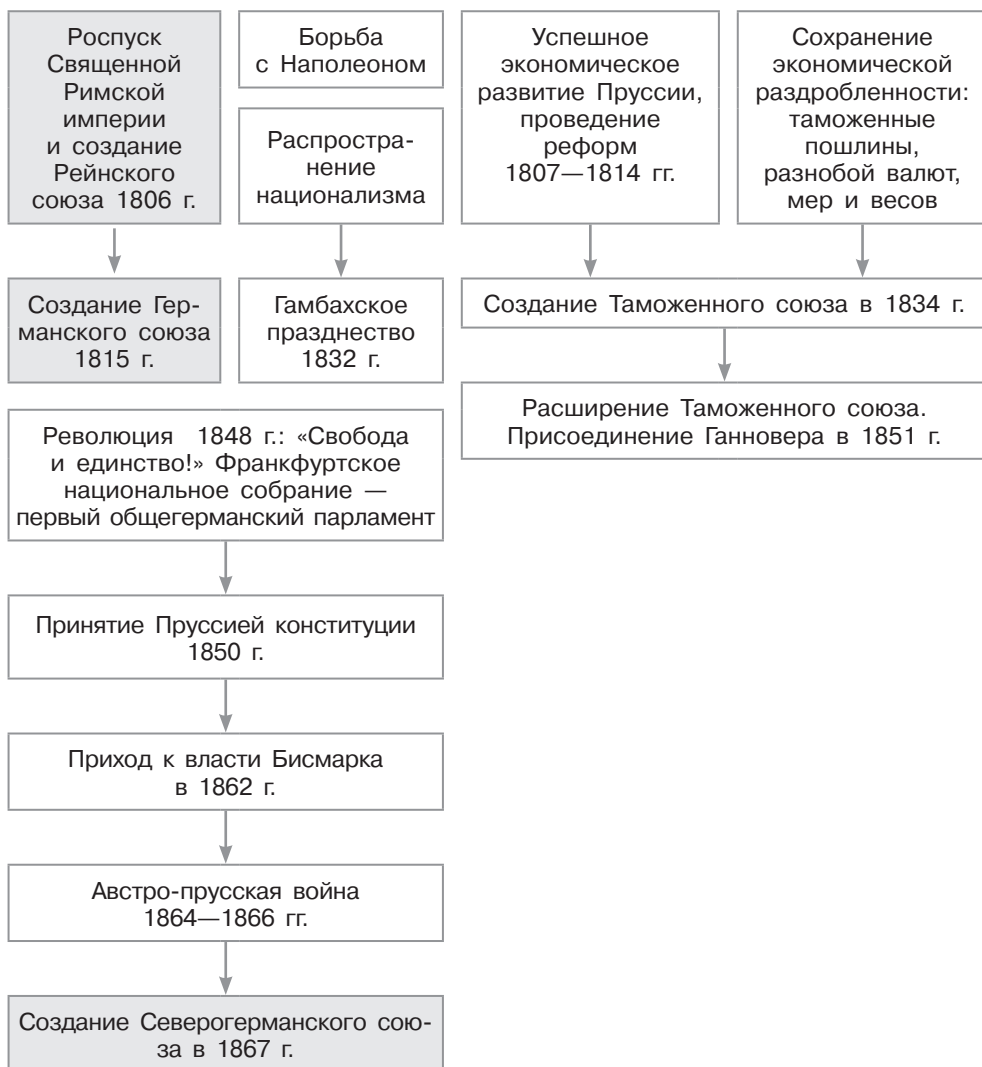 Роспуск
Священной
Римской
империи
и создание
Рейнского
союза 1806 г.
Борьба
с Наполеоном
Распростра-
нение
национализма
Успешное
экономическое
развитие Пруссии,
проведение
реформ
1807—1814 гг.
Сохранение
экономической
раздробленности:
таможенные
пошлины,
разнобой валют,
мер и весов
Создание Гер-
манского союза
1815 г.
Гамбахское
празднество
1832 г.
Создание Таможенного союза в 1834 г.
Расширение Таможенного союза.
Присоединение Ганновера в 1851 г.
Революция 1848 г.: «Свобода
и единство!» Франкфуртское
национальное собрание —
первый общегерманский парламент
Принятие Пруссией конституции
1850 г.
Приход к власти Бисмарка
в 1862 г.
Австро-прусская война
1864—1866 гг.
Создание Северогерманского сою-
за в 1867 г.